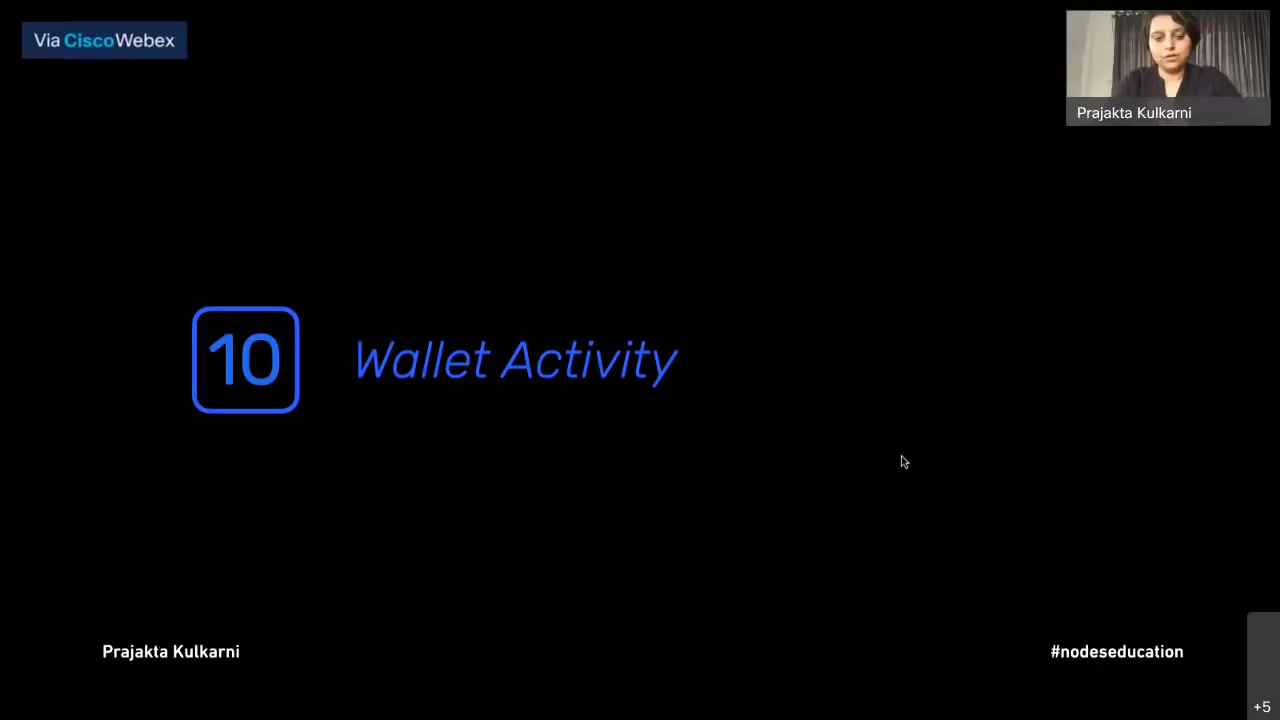 Via CiscoWebex
Prajakta Kulkarni
10
Wallet Activity
Prajakta Kulkarni
#nodeseducation
+5